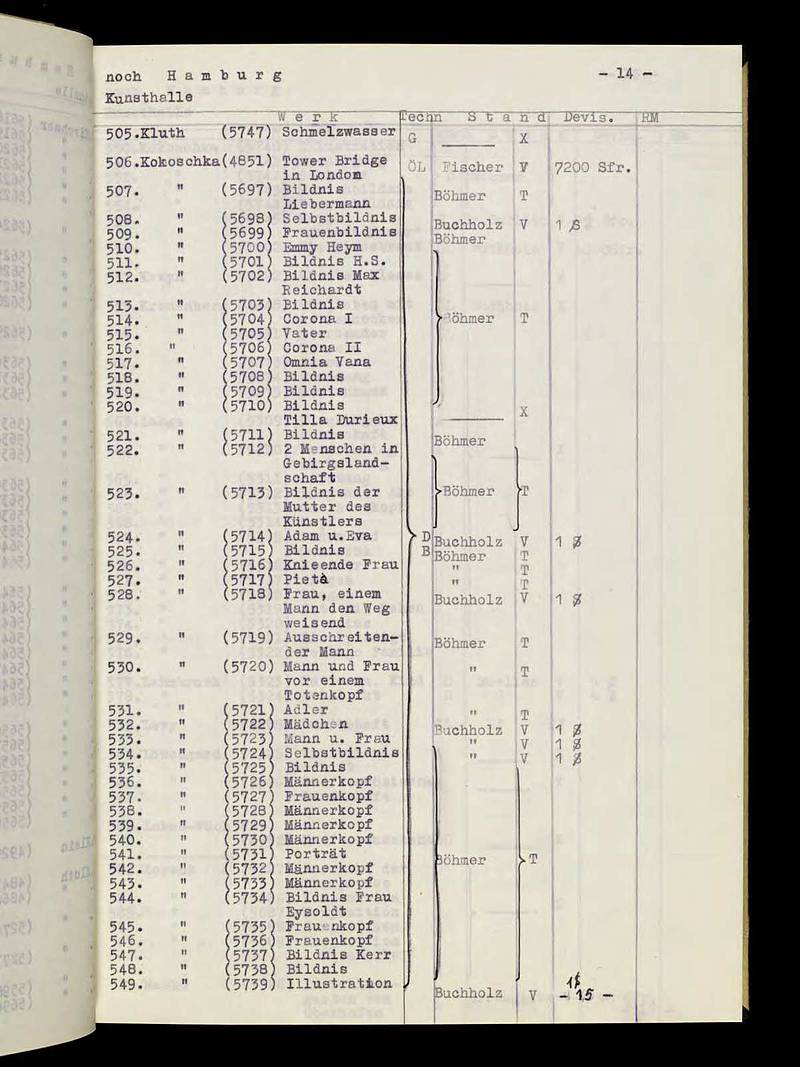 noch Hamburg - 14 -
Kunsthalle
Werk Techn Stand Devis. RM
505.Kluth (5747) Schmelzwasser G ——— X
506.Kokoschka(4851) Tower Bridge ÖL Fischer V 7200 Sfr.
in London
507. " (5697) Bildnis Böhmer T
Liebermann
508. " (5698) Selbstbildnis Buchholz V 1 $
509. " (5699) Frauenbildnis Böhmer
510. " (5700) Emmy Heym
511. " (5701) Bildnis H.S.
512. " (5702) Bildnis Max
Reichardt
513. " (5703) Bildnis
514. " (5704) Corona I Böhmer T
515. " (5705) Vater
516. " (5706) Corona II
517. " (5707) Omnia Vana
518. " (5708) Bildnis
519. " (5709) Bildnis
520. " (5710) Bildnis ——— X
Tilla Durieux
521. " (5711) Bildnis Böhmer
522. " (5712) 2 Menschen in
Gebirgsland-
schaft
523. " (5713) Bildnis der Böhmer T
Mutter des
Künstlers
524. " (5714) Adam u.Eva D Buchholz V 1 $
525. " (5715) Bildnis B Böhmer T
526. " (5716) Knieende Frau " T
527. " (5717) Pietà " T
528. " (5718) Frau, einem Buchholz V 1 $
Mann den Weg
weisend
529. " (5719) Ausschreiten- Böhmer T
der Mann
530. " (5720) Mann und Frau " T
vor einem
Totenkopf
531. " (5721) Adler " T
532. " (5722) Mädchen Buchholz V 1 $
533. " (5723) Mann u. Frau " V 1 $
534. " (5724) Selbstbildnis " V 1 $
535. " (5725) Bildnis
536. " (5726) Männerkopf
537. " (5727) Frauenkopf
538. " (5728) Männerkopf
539. " (5729) Männerkopf
540. " (5730) Männerkopf
541. " (5731) Porträt Böhmer T
542. " (5732) Männerkopf
543. " (5733) Männerkopf
544. " (5734) Bildnis Frau
Eysoldt
545. " (5735) Frauenkopf
546. " (5736) Frauenkopf
547. " (5737) Bildnis Kerr
548. " (5738) Bildnis
549. " (5739) Illustration Buchholz V 1$